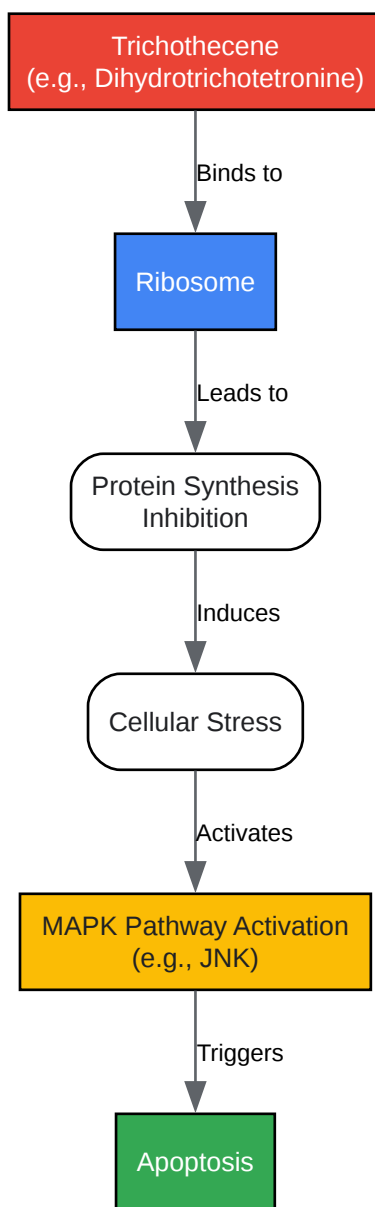 Trichothecene
(e.g., Dihydrotrichotetronine)
Binds to
Ribosome
Leads to
Protein Synthesis
Inhibition
Induces
Cellular Stress
Activates
MAPK Pathway Activation
(e.g., JNK)
Triggers
Apoptosis